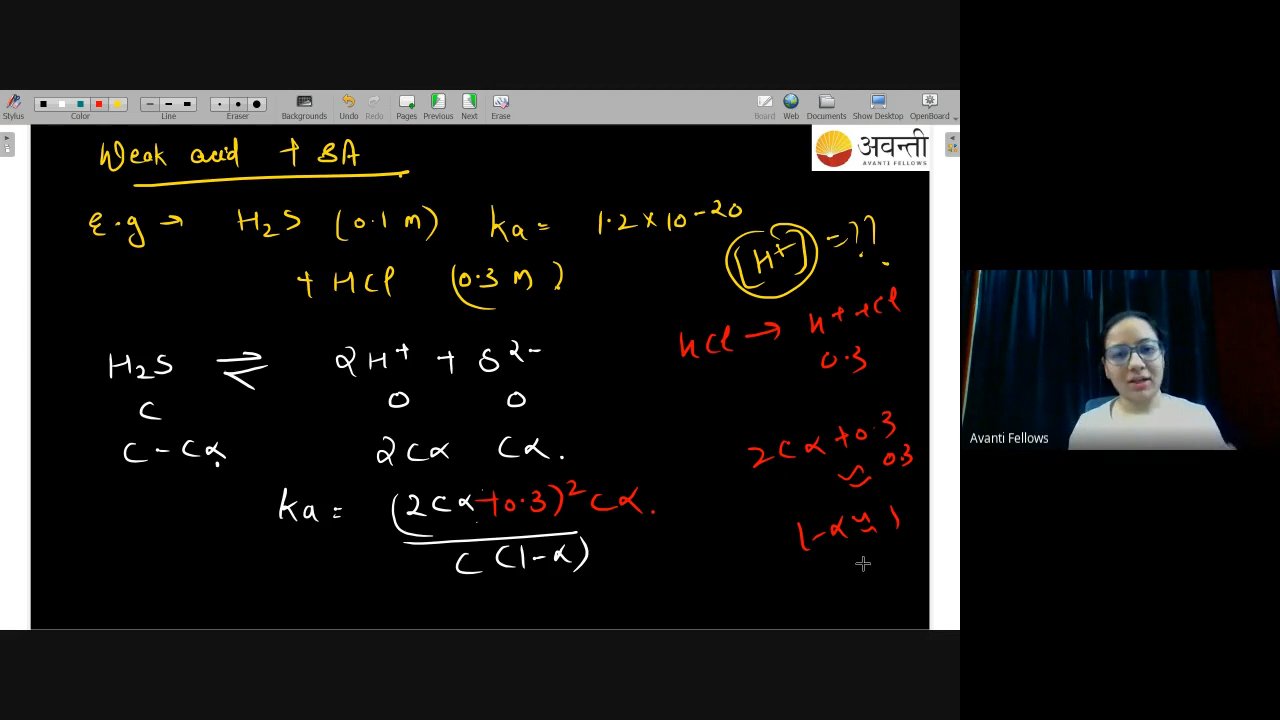 Stylus
Color
Line
Eraser
Backgrounds
Undo
Redo
Pages
Previous
Next
Erase
Board
Web
Documents
Show Desktop
OpenBoard
Weak acid + SA
अवन्ती
AVANTI FELLOWS
e.g → H2S (0.1 m) ka = 1.2 × 10-20
[H+] = ??
+ HCl (0.3 m)
HCl → H+ + Cl
0.3
H2S ⇌ 2H+ + S2-
C 0 0
C - Cα 2Cα Cα.
2Cα + 0.3
≈ 0.3
ka = (2Cα + 0.3)2 Cα.
C (1-α)
1-α ≈ 1
Avanti Fellows